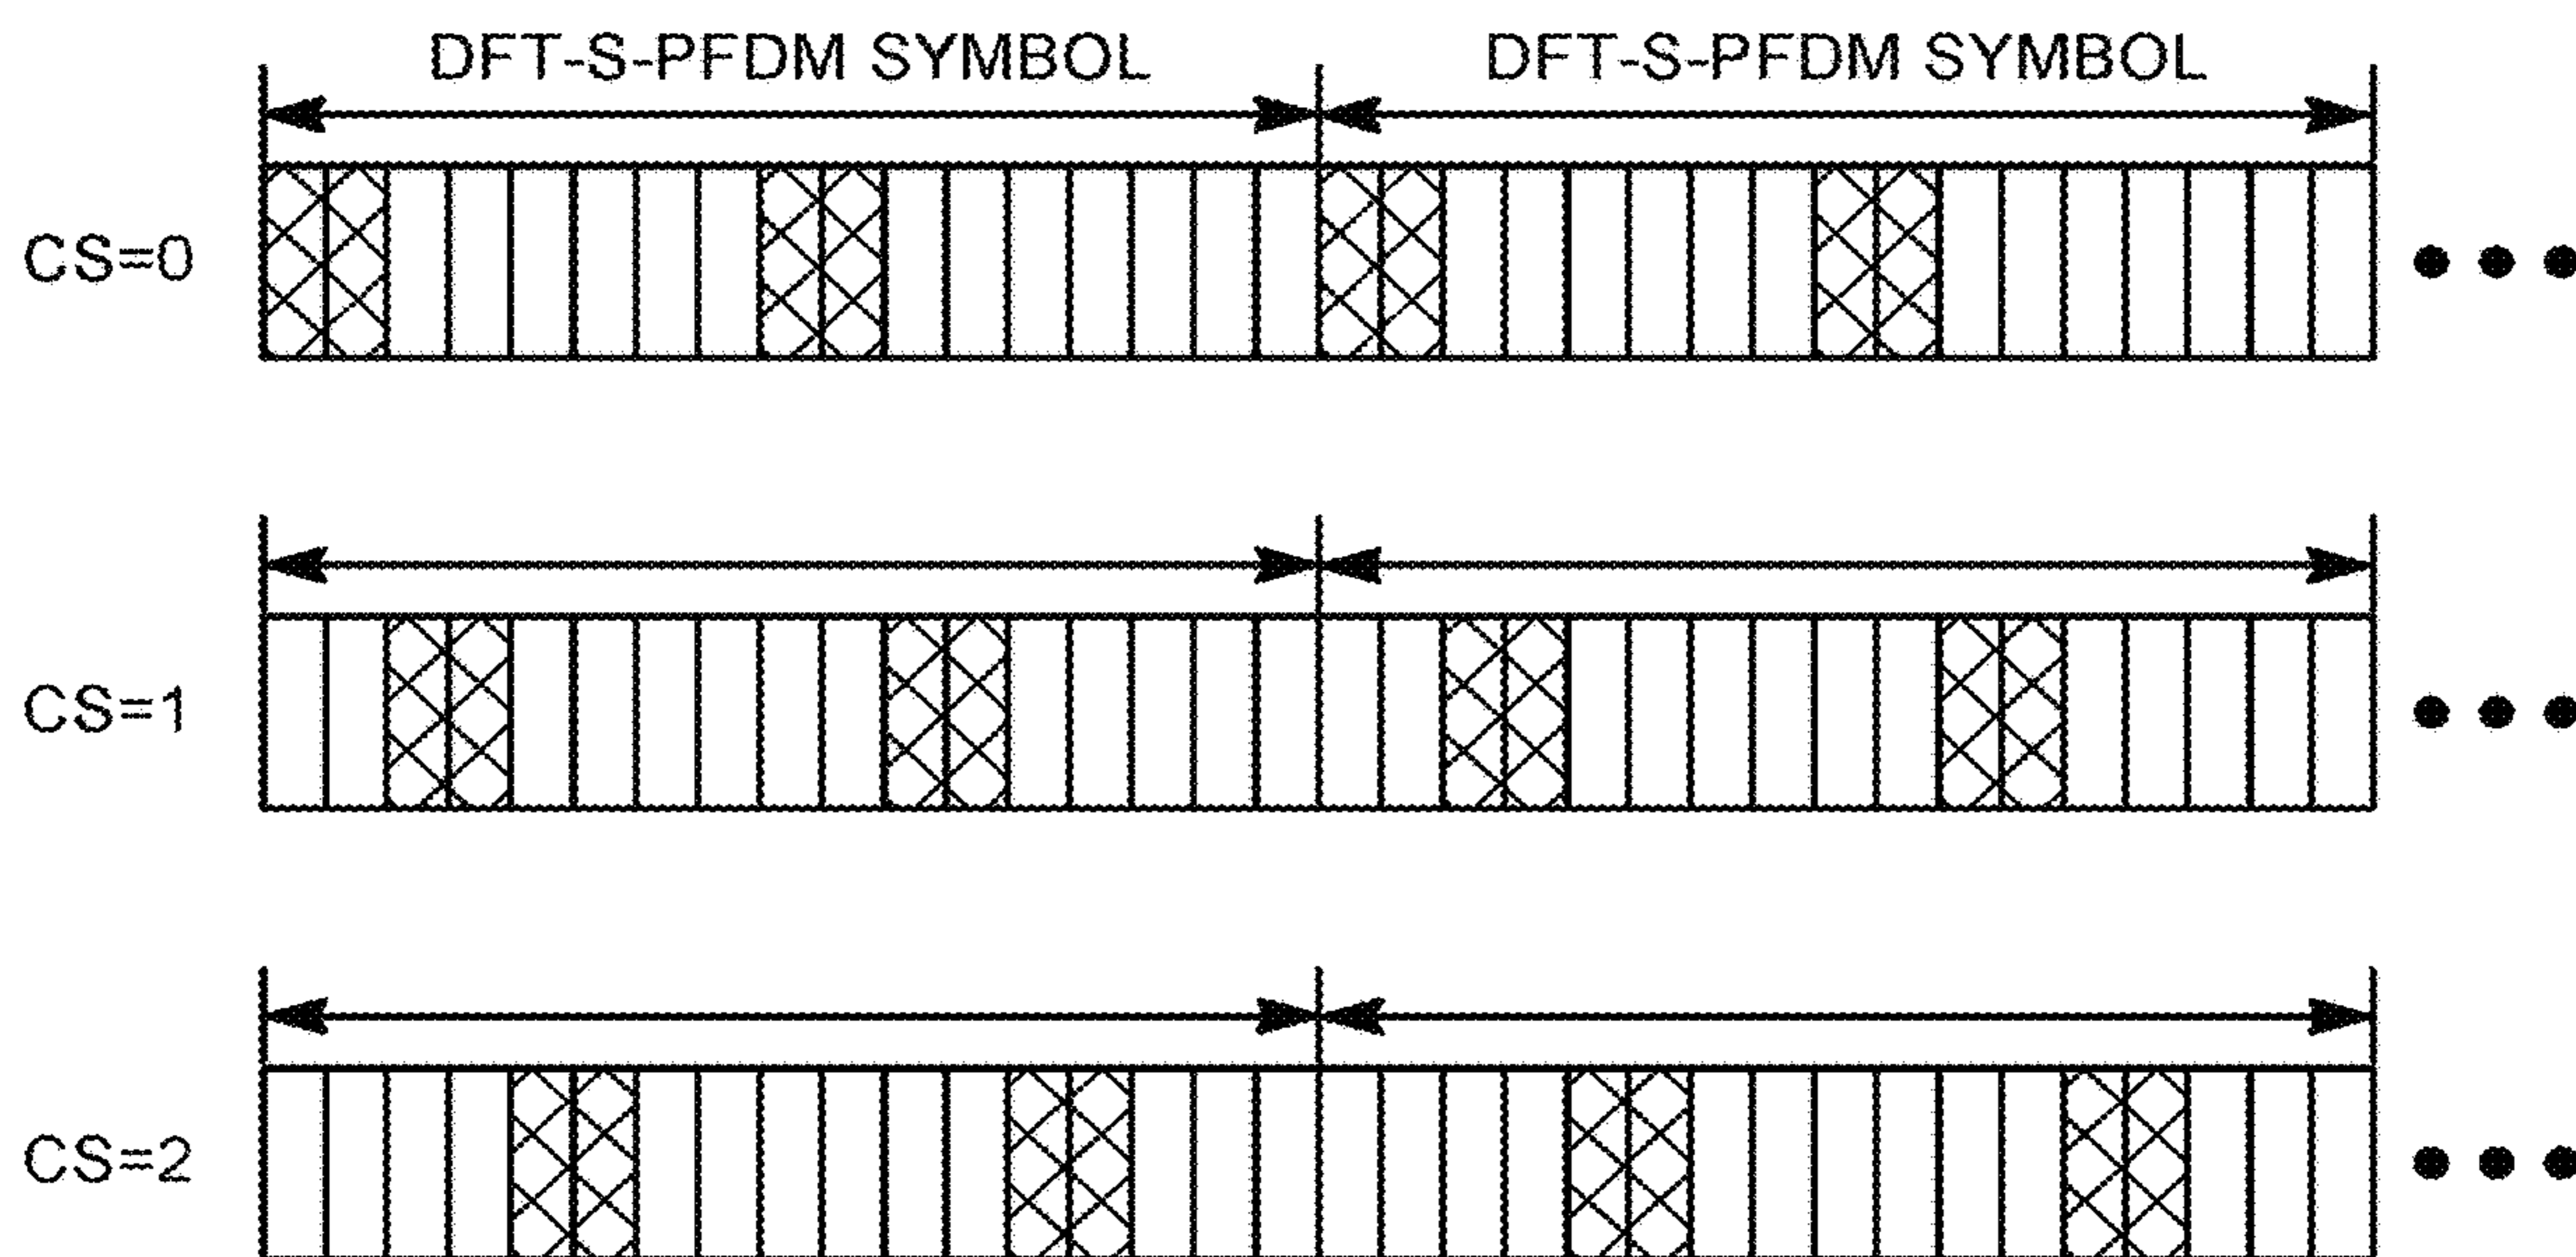 DFT-S-PFDM SYMBOL DFT-S-PFDM SYMBOL
CS=0
CS=1
CS=2